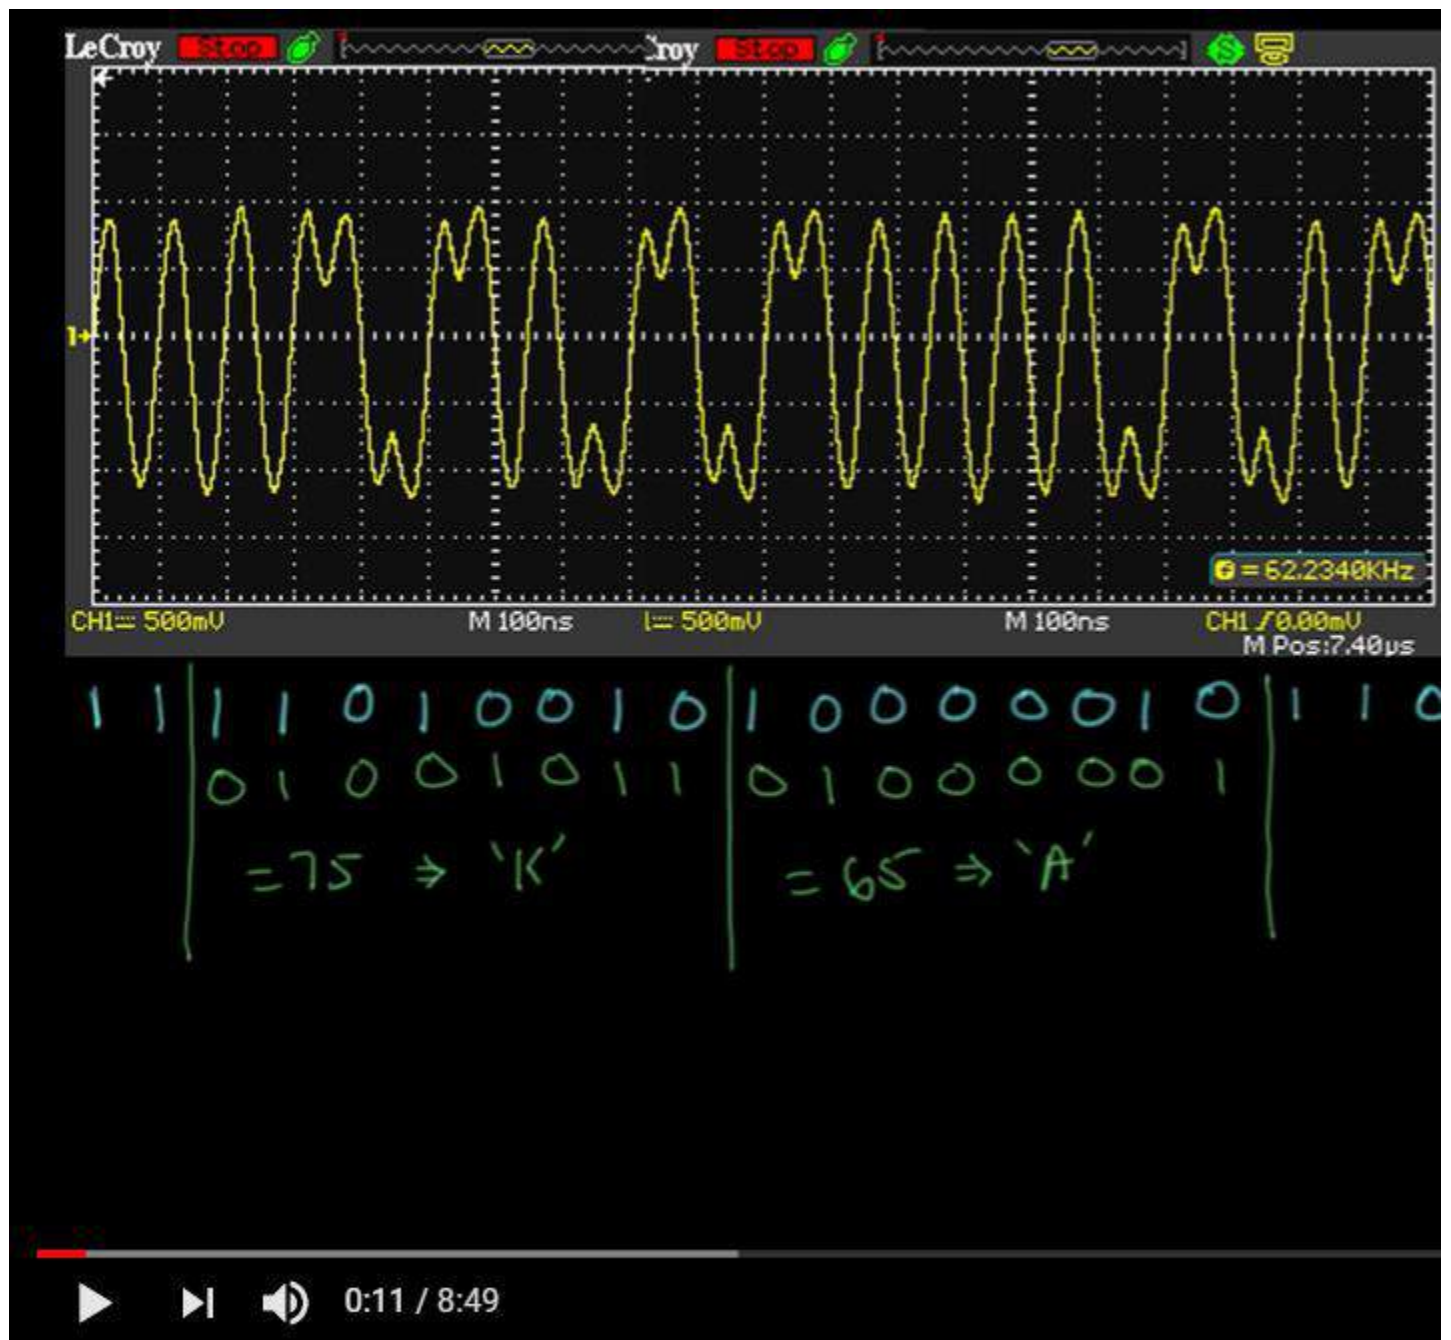 LeCroy Stop roy Stop S
1
f = 62.2340KHz
CH1 500mV M 100ns 500mV M 100ns CH1 0.00mV
M Pos:7.40µs
1 1 1 1 0 1 0 0 1 0 1 0 0 0 0 0 1 0 1 1 0
0 1 0 0 1 0 1 1 0 1 0 0 0 0 0 1
= 75 ⇒ 'K' = 65 ⇒ 'A'
0:11 / 8:49